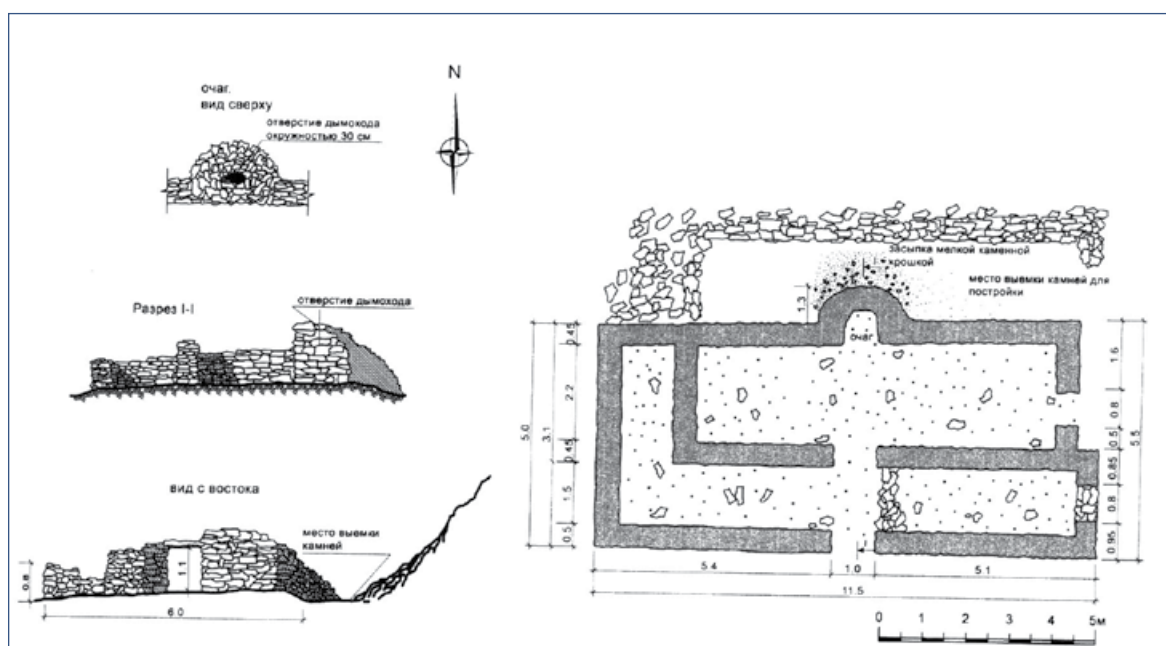 очаг.
вид сверху
отверстие дымохода
окружностью 30 см
N
Разрез I-I
отверстие дымохода
вид с востока
место выемки
камней
0.8
1.1
6.0
засыпка мелкой каменной
крошкой
место выемки камней для
постройки
1.3
очаг
5.0
3.1
0.45
2.2
0.45
1.5
0.5
1.6
0.8
0.5
0.85
0.8
0.95
5.5
I
5.4
1.0
5.1
11.5
0 1 2 3 4 5м